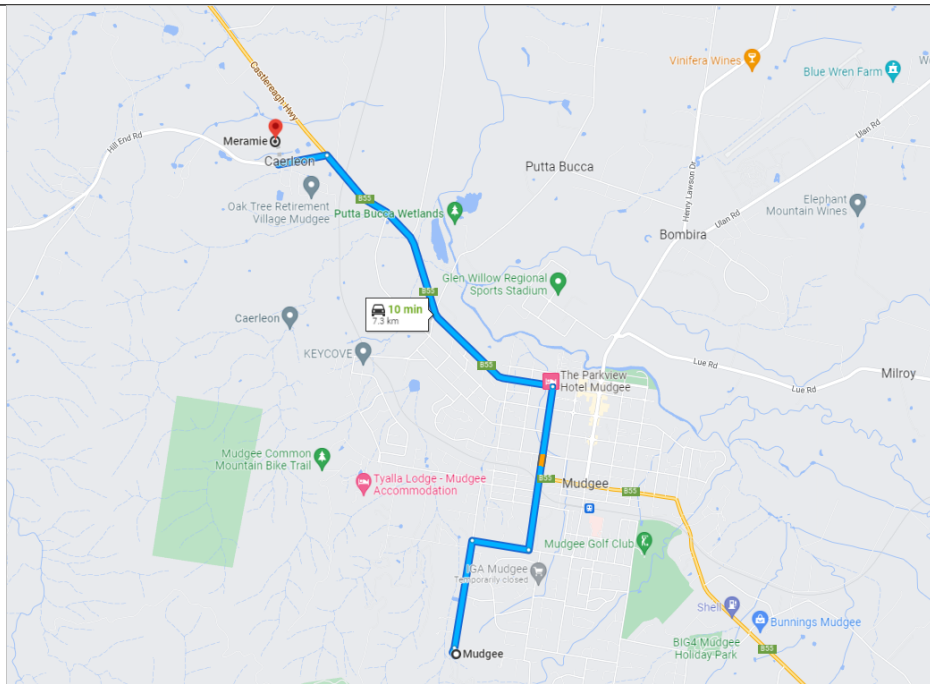 Vinifera Wines
Blue Wren Farm
Castlereagh Hwy
Hill End Rd
Meramie
Caerleon
Ulan Rd
Putta Bucca
Henry Lawson Dr
Oak Tree Retirement
Village Mudgee
B55
Putta Bucca Wetlands
Elephant
Mountain Wines
Ulan Rd
Bombira
Glen Willow Regional
Sports Stadium
B55
10 min
7.3 km
Caerleon
KEYCOVE
B55
The Parkview
Hotel Mudgee
Lue Rd
Lue Rd
Milroy
Mudgee Common
Mountain Bike Trail
Tyalla Lodge - Mudgee
Accommodation
B55
Mudgee
B55
Mudgee Golf Club
IGA Mudgee
Temporarily closed
Shell
Bunnings Mudgee
BIG4 Mudgee
Holiday Park
B55
Mudgee